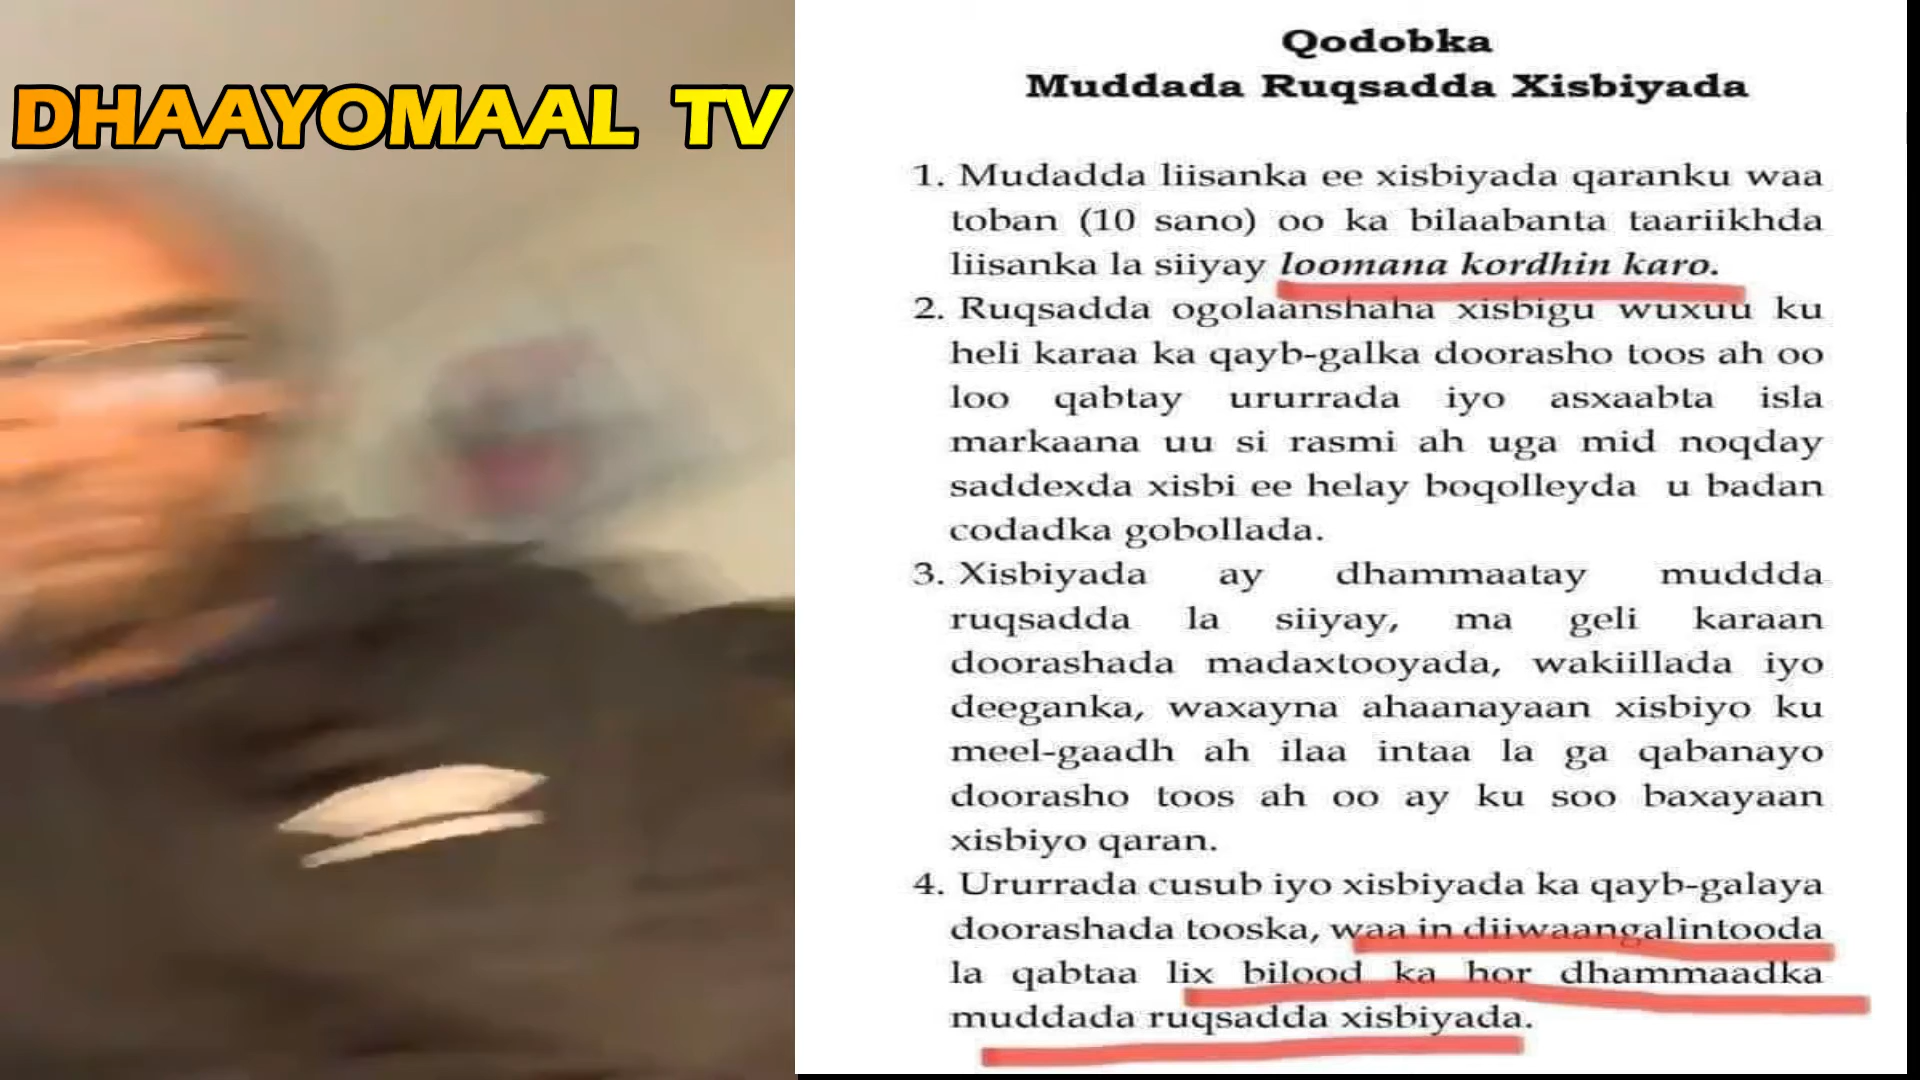 DHAAYOMAAL TV
Qodobka
Muddada Ruqsadda Xisbiyada
1. Mudadda liisanka ee xisbiyada qaranku waa
toban (10 sano) oo ka bilaabanta taariikhda
liisanka la siiyay loomana kordhin karo.
2. Ruqsadda ogolaanshaha xisbigu wuxuu ku
heli karaa ka qayb-galka doorasho toos ah oo
loo qabtay ururrada iyo asxaabta isla
markaana uu si rasmi ah uga mid noqday
saddexda xisbi ee helay boqolleyda u badan
codadka gobollada.
3. Xisbiyada ay dhammaatay muddda
ruqsadda la siiyay, ma geli karaan
doorashada madaxtooyada, wakiillada iyo
deeganka, waxayna ahaanayaan xisbiyo ku
meel-gaadh ah ilaa intaa la ga qabanayo
doorasho toos ah oo ay ku soo baxayaan
xisbiyo qaran.
4. Ururrada cusub iyo xisbiyada ka qayb-galaya
doorashada tooska, waa in diiwaangalintooda
la qabtaa lix bilood ka hor dhammaadka
muddada ruqsadda xisbiyada.